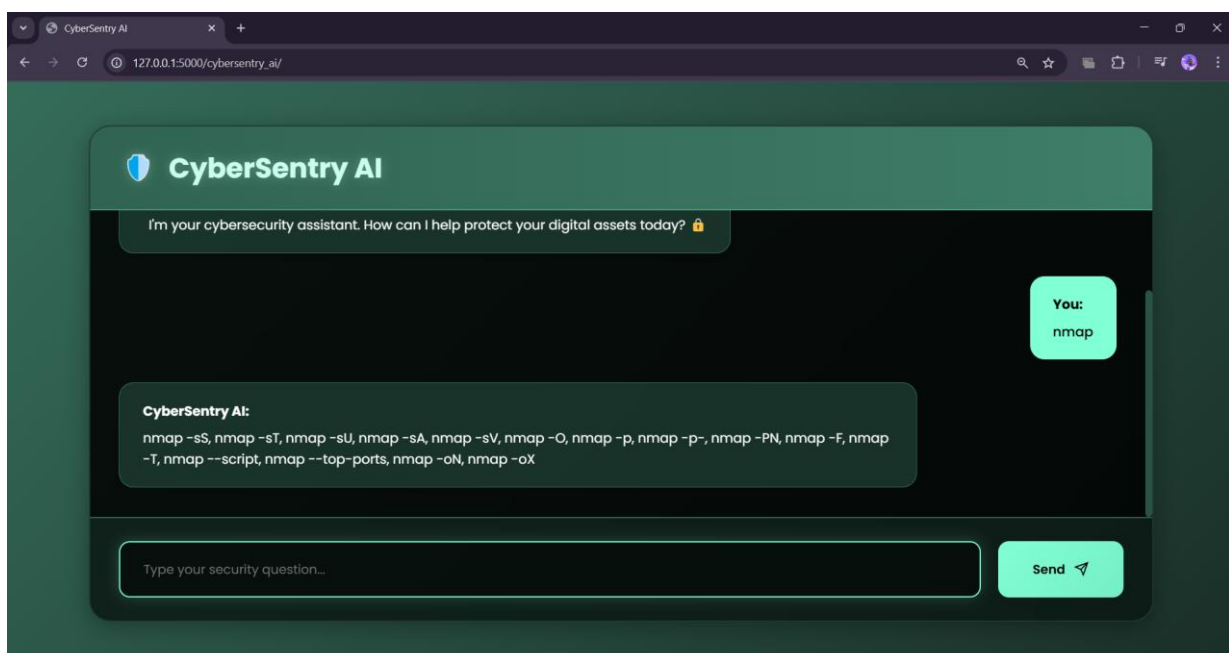 CyberSentry AI
127.0.0.1:5000/cybersentry_ai/
CyberSentry AI
I'm your cybersecurity assistant. How can I help protect your digital assets today? 🔒
You:
nmap
CyberSentry AI:
nmap -sS, nmap -sT, nmap -sU, nmap -sA, nmap -sV, nmap -O, nmap -p, nmap -p-, nmap -PN, nmap -F, nmap
-T, nmap --script, nmap --top-ports, nmap -oN, nmap -oX
Type your security question...
Send